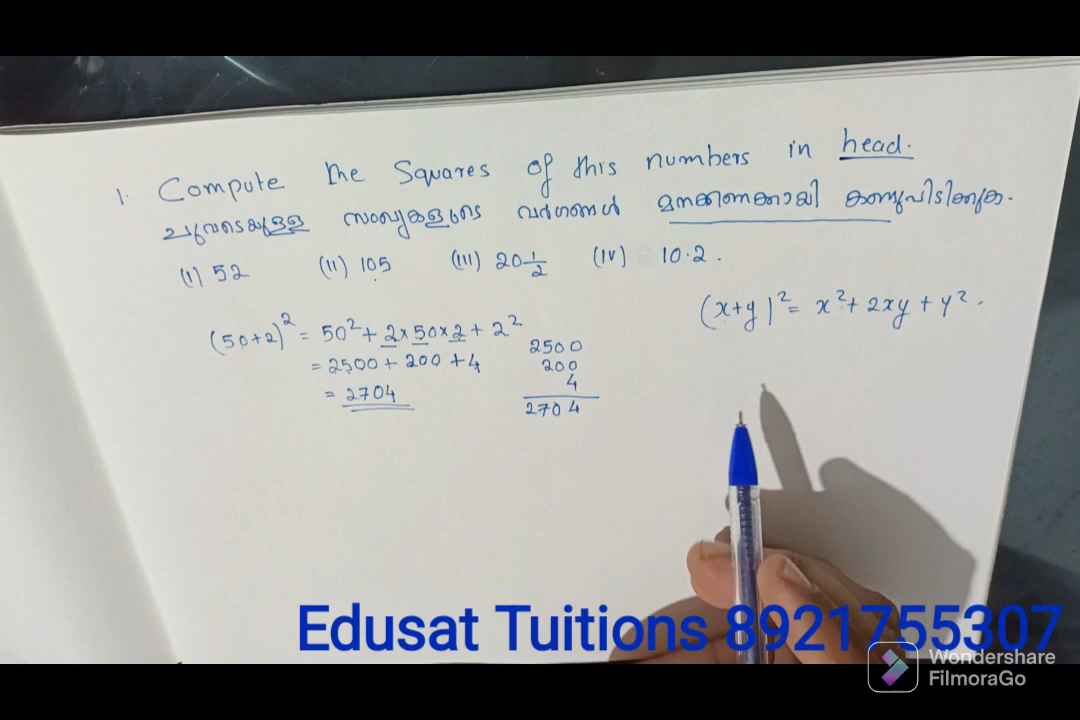 1. Compute the Squares of this numbers in head.
ചുവടെയുള്ള സംഖ്യകളുടെ വർഗങ്ങൾ മനക്കണക്കായി കണ്ടുപിടിക്കുക.
(I) 52 (II) 105 (III) 20 1/2 (IV) 10.2.
(x+y)² = x² + 2xy + y².
(50+2)² = 50² + 2×50×2 + 2²
= 2500 + 200 + 4
= 2704
2500
200
4
2704
Edusat Tuitions 8921755307
Wondershare
FilmoraGo